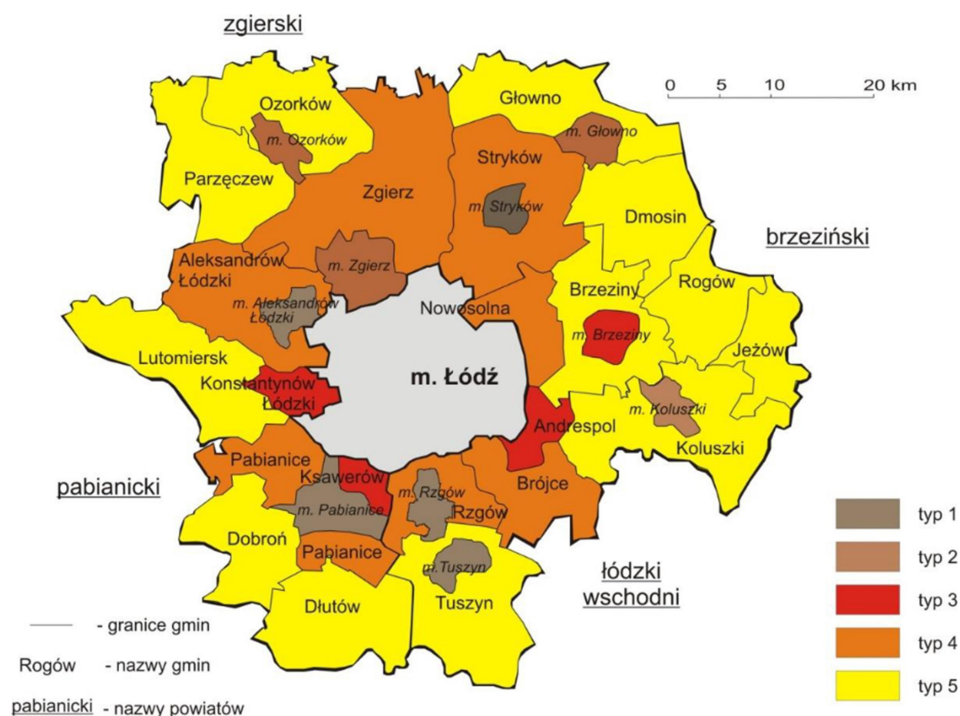 zgierski
0 10 20 km
Ozorków
Głowno
m. Ozorków
m. Głowno
Stryków
Parzęczew
Zgierz
m. Stryków
Dmosin
brzeziński
Aleksandrów
Łódzki
m. Zgierz
Rogów
Brzeziny
m. Aleksandrów
Łódzki
Nowosolna
m. Brzeziny
Jeżów
Lutomiersk
m. Łódź
Konstantynów
Łódzki
m. Koluszki
Andrespol
Koluszki
Pabianice
Ksawerów
pabianicki
m. Rzgów
Brójce
m. Pabianice
Rzgów
typ 1
Dobroń
Pabianice
typ 2
m.Tuszyn
łódzki
wschodni
Dłutów
Tuszyn
typ 3
- granice gmin
typ 4
Rogów - nazwy gmin
typ 5
pabianicki - nazwy powiatów